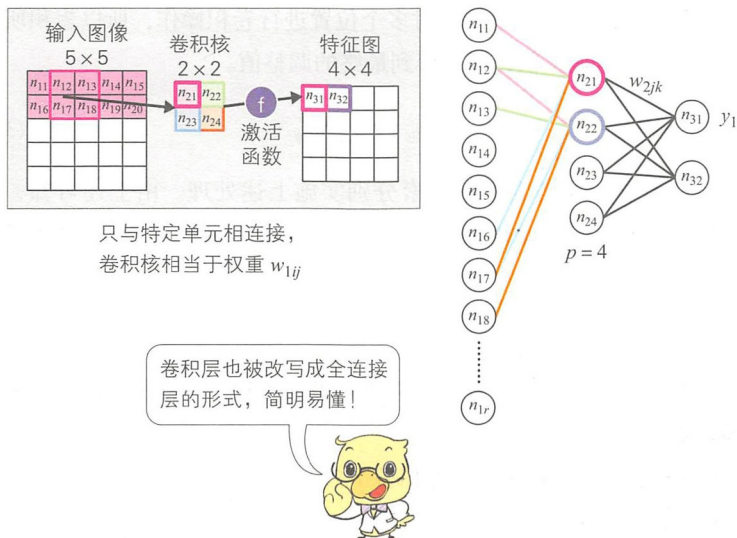 输入图像
5×5
卷积核
2×2
特征图
4×4
n11 n12 n13 n14 n15
n16 n17 n18 n19 n20
n21 n22
n23 n24
f
激活
函数
n31 n32
只与特定单元相连接，
卷积核相当于权重 w1ij
n11
n12
n13
n14
n15
n16
n17
n18
n1r
n21
n22
n23
n24
p = 4
w2jk
n31
n32
y1
卷积层也被改写成全连接
层的形式，简明易懂！